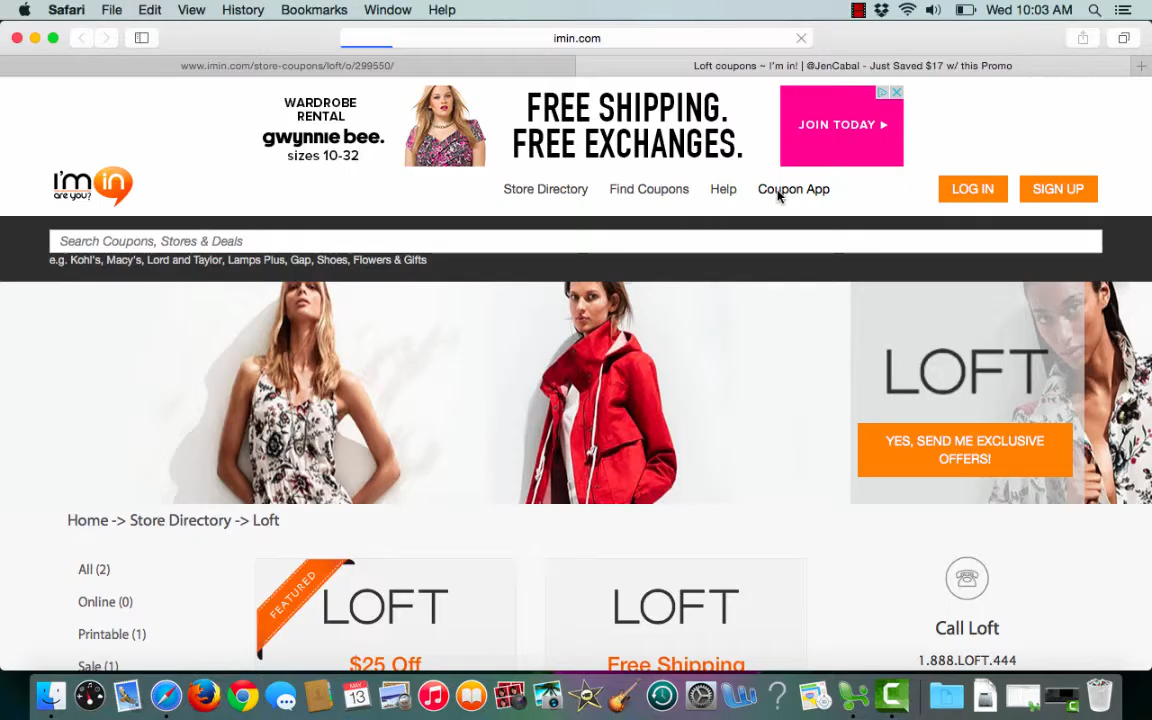 Safari File Edit View History Bookmarks Window Help Wed 10:03 AM
imin.com
www.imin.com/store-coupons/loft/o/299550/
Loft coupons ~ I'm in! | @JenCabal - Just Saved $17 w/ this Promo
WARDROBE
RENTAL
gwynnie bee.
sizes 10-32
FREE SHIPPING.
FREE EXCHANGES.
JOIN TODAY
I'm in
are you?
Store Directory Find Coupons Help Coupon App
LOG IN SIGN UP
Search Coupons, Stores & Deals
e.g. Kohl's, Macy's, Lord and Taylor, Lamps Plus, Gap, Shoes, Flowers & Gifts
LOFT
YES, SEND ME EXCLUSIVE
OFFERS!
Home -> Store Directory -> Loft
All (2)
Online (0)
Printable (1)
Sale (1)
FEATURED
LOFT
$25 Off
LOFT
Free Shipping
Call Loft
1.888.LOFT.444
MAY
13